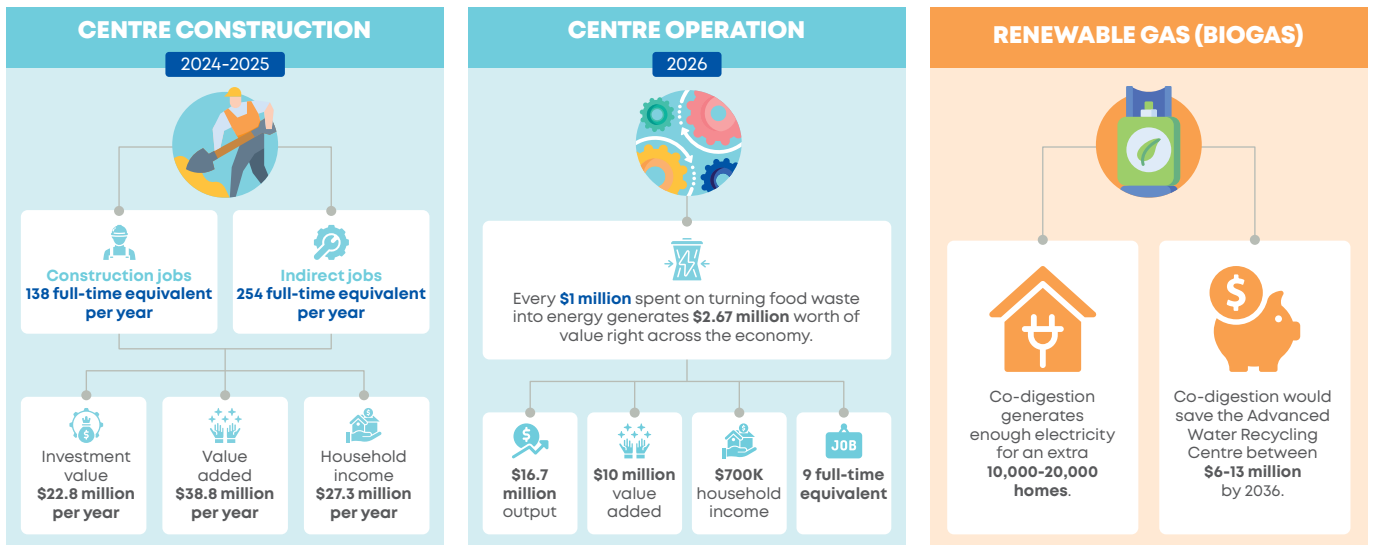 CENTRE CONSTRUCTION
2024-2025
Construction jobs
138 full-time equivalent
per year
Indirect jobs
254 full-time equivalent
per year
Investment
value
$22.8 million
per year
Value
added
$38.8 million
per year
Household
income
$27.3 million
per year
CENTRE OPERATION
2026
Every $1 million spent on turning food waste
into energy generates $2.67 million worth of
value right across the economy.
$
$16.7
million
output
$10 million
value
added
$
$700K
household
income
JOB
9 full-time
equivalent
RENEWABLE GAS (BIOGAS)
Co-digestion
generates
enough electricity
for an extra
10,000-20,000
homes.
$
Co-digestion would
save the Advanced
Water Recycling
Centre between
$6-13 million
by 2036.